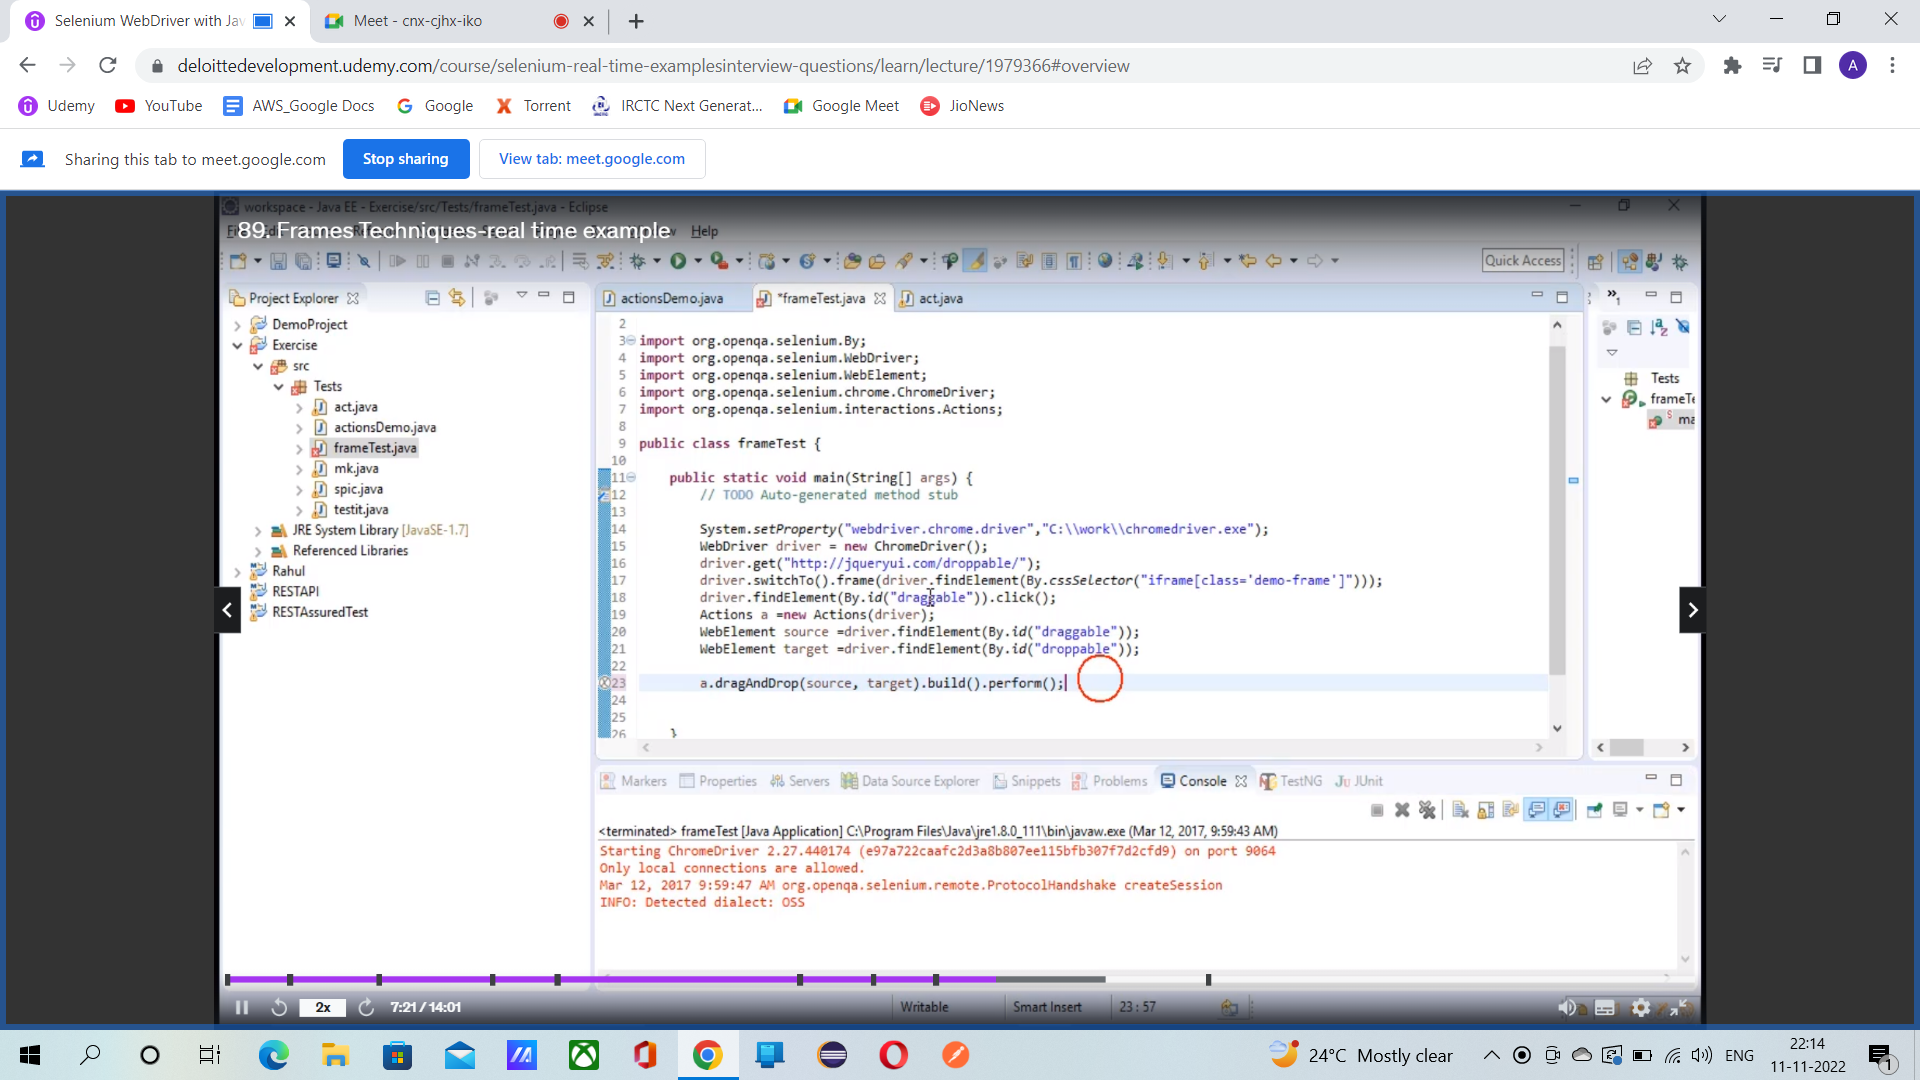 Selenium WebDriver with Jav
Meet - cnx-cjhx-iko
deloittedevelopment.udemy.com/course/selenium-real-time-examplesinterview-questions/learn/lecture/1979366#overview
A
Udemy YouTube AWS_Google Docs Google Torrent IRCTC Next Generat... Google Meet JioNews
Sharing this tab to meet.google.com Stop sharing View tab: meet.google.com
workspace - Java EE - Exercise/src/Tests/frameTest.java - Eclipse
89. Frames Techniques-real time example
Help
Quick Access
Project Explorer
actionsDemo.java *frameTest.java act.java
DemoProject
Exercise
src
Tests
act.java
actionsDemo.java
frameTest.java
mk.java
spic.java
testit.java
JRE System Library [JavaSE-1.7]
Referenced Libraries
Rahul
RESTAPI
RESTAssuredTest
2
3 import org.openqa.selenium.By;
4 import org.openqa.selenium.WebDriver;
5 import org.openqa.selenium.WebElement;
6 import org.openqa.selenium.chrome.ChromeDriver;
7 import org.openqa.selenium.interactions.Actions;
8
9 public class frameTest {
10
11 public static void main(String[] args) {
12 // TODO Auto-generated method stub
13
14 System.setProperty("webdriver.chrome.driver","C:\\work\\chromedriver.exe");
15 WebDriver driver = new ChromeDriver();
16 driver.get("http://jqueryui.com/droppable/");
17 driver.switchTo().frame(driver.findElement(By.cssSelector("iframe[class='demo-frame']")));
18 driver.findElement(By.id("draggable")).click();
19 Actions a =new Actions(driver);
20 WebElement source =driver.findElement(By.id("draggable"));
21 WebElement target =driver.findElement(By.id("droppable"));
22
23 a.dragAndDrop(source, target).build().perform();
24
25
26 }
Tests
frameTe
ma
Markers Properties Servers Data Source Explorer Snippets Problems Console TestNG JUnit
<terminated> frameTest [Java Application] C:\Program Files\Java\jre1.8.0_111\bin\javaw.exe (Mar 12, 2017, 9:59:43 AM)
Starting ChromeDriver 2.27.440174 (e97a722caafc2d3a8b807ee115bfb307f7d2cfd9) on port 9064
Only local connections are allowed.
Mar 12, 2017 9:59:47 AM org.openqa.selenium.remote.ProtocolHandshake createSession
INFO: Detected dialect: OSS
2x 7:21 / 14:01 Writable Smart Insert 23 : 57
24°C Mostly clear ENG 22:14
11-11-2022
1